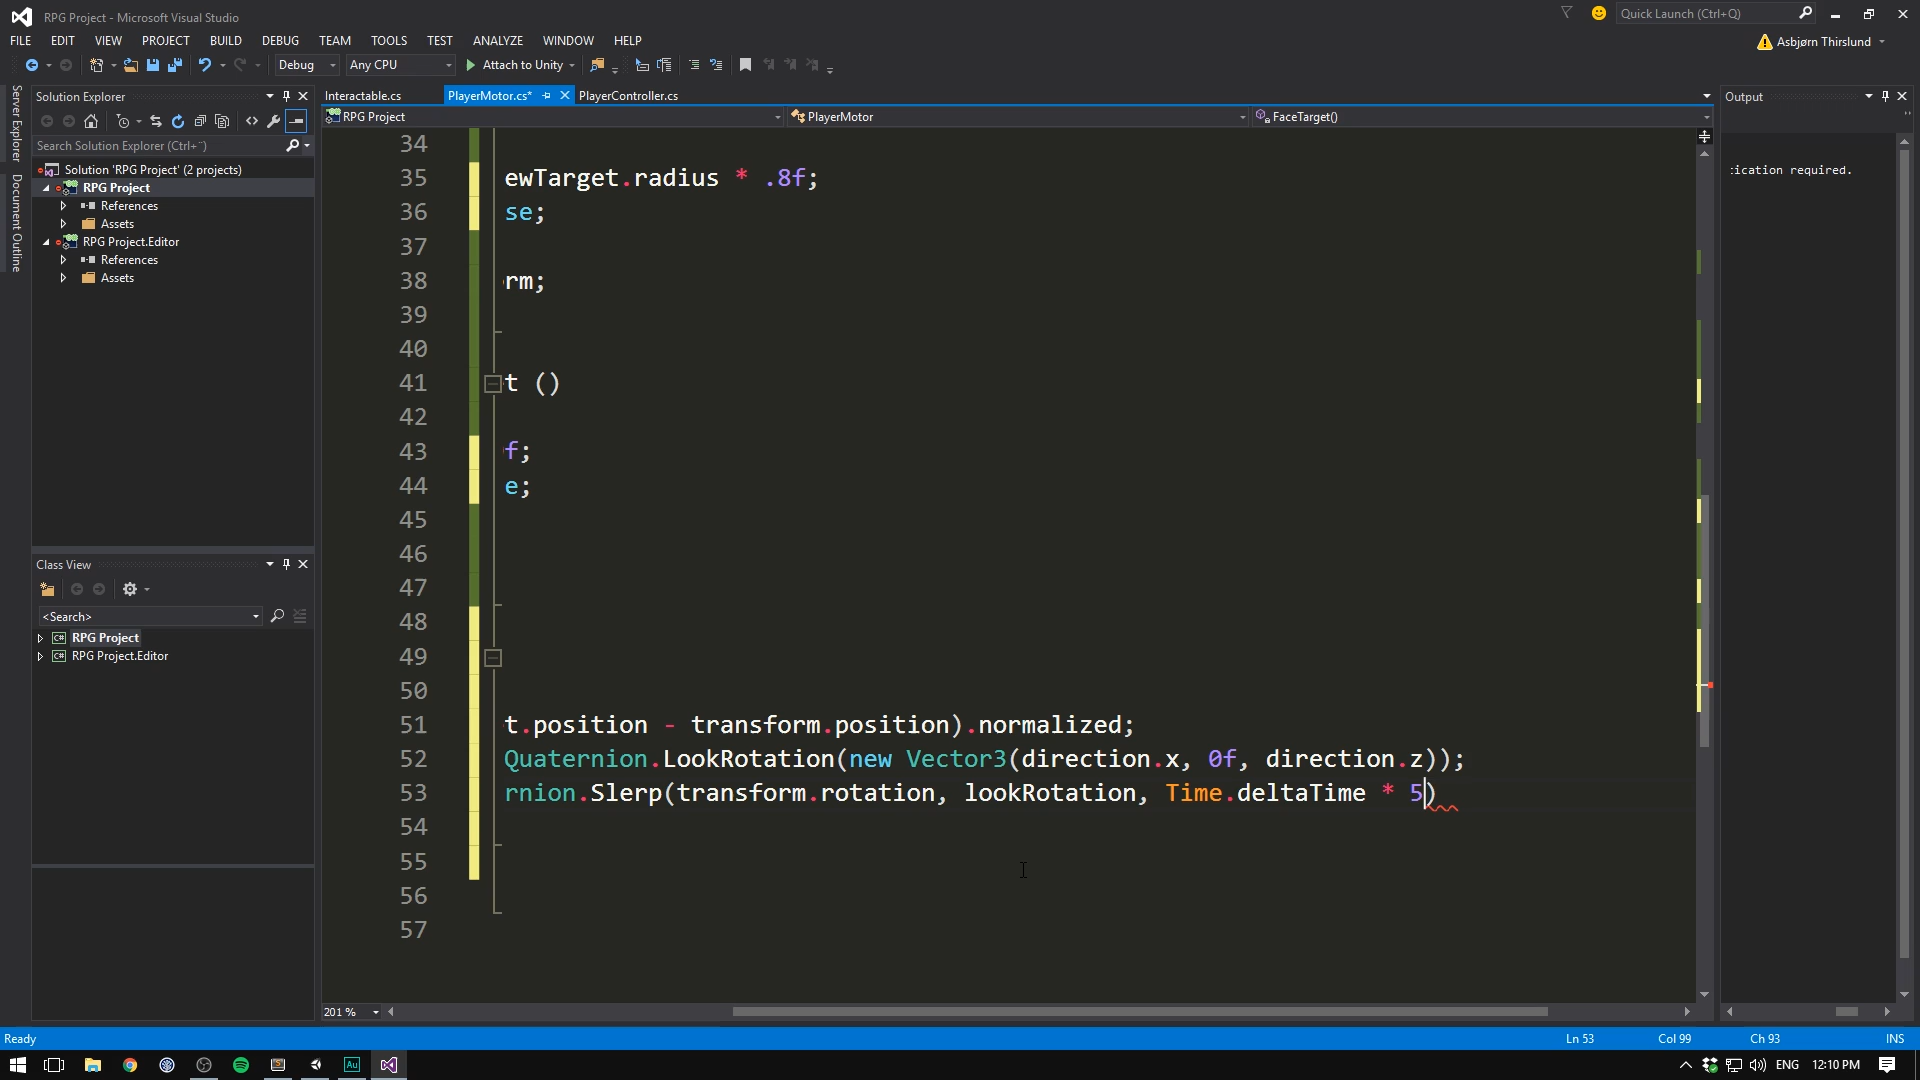 RPG Project - Microsoft Visual Studio
Quick Launch (Ctrl+Q)
FILE EDIT VIEW PROJECT BUILD DEBUG TEAM TOOLS TEST ANALYZE WINDOW HELP
Asbjørn Thirslund
Debug Any CPU Attach to Unity
Server Explorer
Document Outline
Solution Explorer
Search Solution Explorer (Ctrl+¨)
Solution 'RPG Project' (2 projects)
RPG Project
References
Assets
RPG Project.Editor
References
Assets
Class View
<Search>
RPG Project
RPG Project.Editor
Interactable.cs PlayerMotor.cs* PlayerController.cs
RPG Project PlayerMotor FaceTarget()
34
35 ewTarget.radius * .8f;
36 se;
37
38 rm;
39
40
41 t ()
42
43 f;
44 e;
45
46
47
48
49
50
51 t.position - transform.position).normalized;
52 Quaternion.LookRotation(new Vector3(direction.x, 0f, direction.z));
53 rnion.Slerp(transform.rotation, lookRotation, Time.deltaTime * 5)
54
55
56
57
201 %
Output
ication required.
Ready Ln 53 Col 99 Ch 93 INS
Au
ENG 12:10 PM